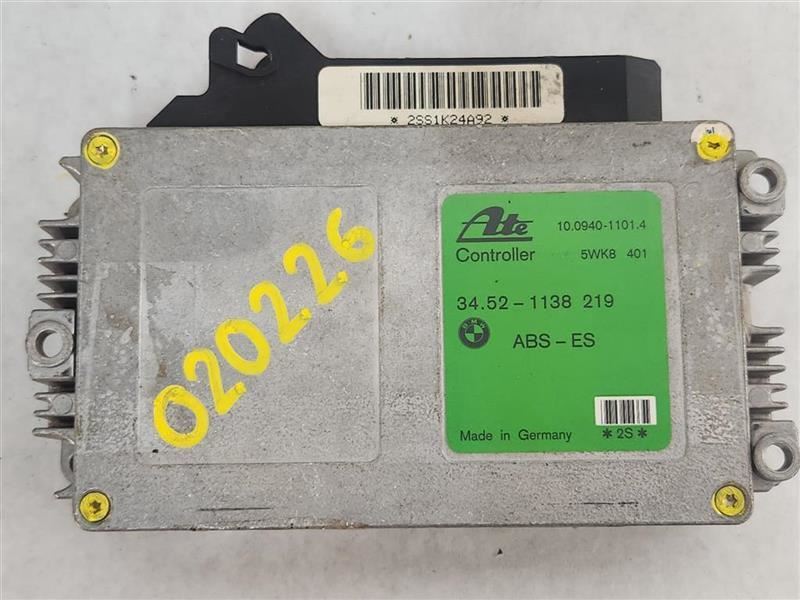 * 2SS1K24A92 *
020226
Ate
10.0940-1101.4
Controller
5WK8 401
34.52-1138 219
BMW
ABS-ES
Made in Germany
*2S*